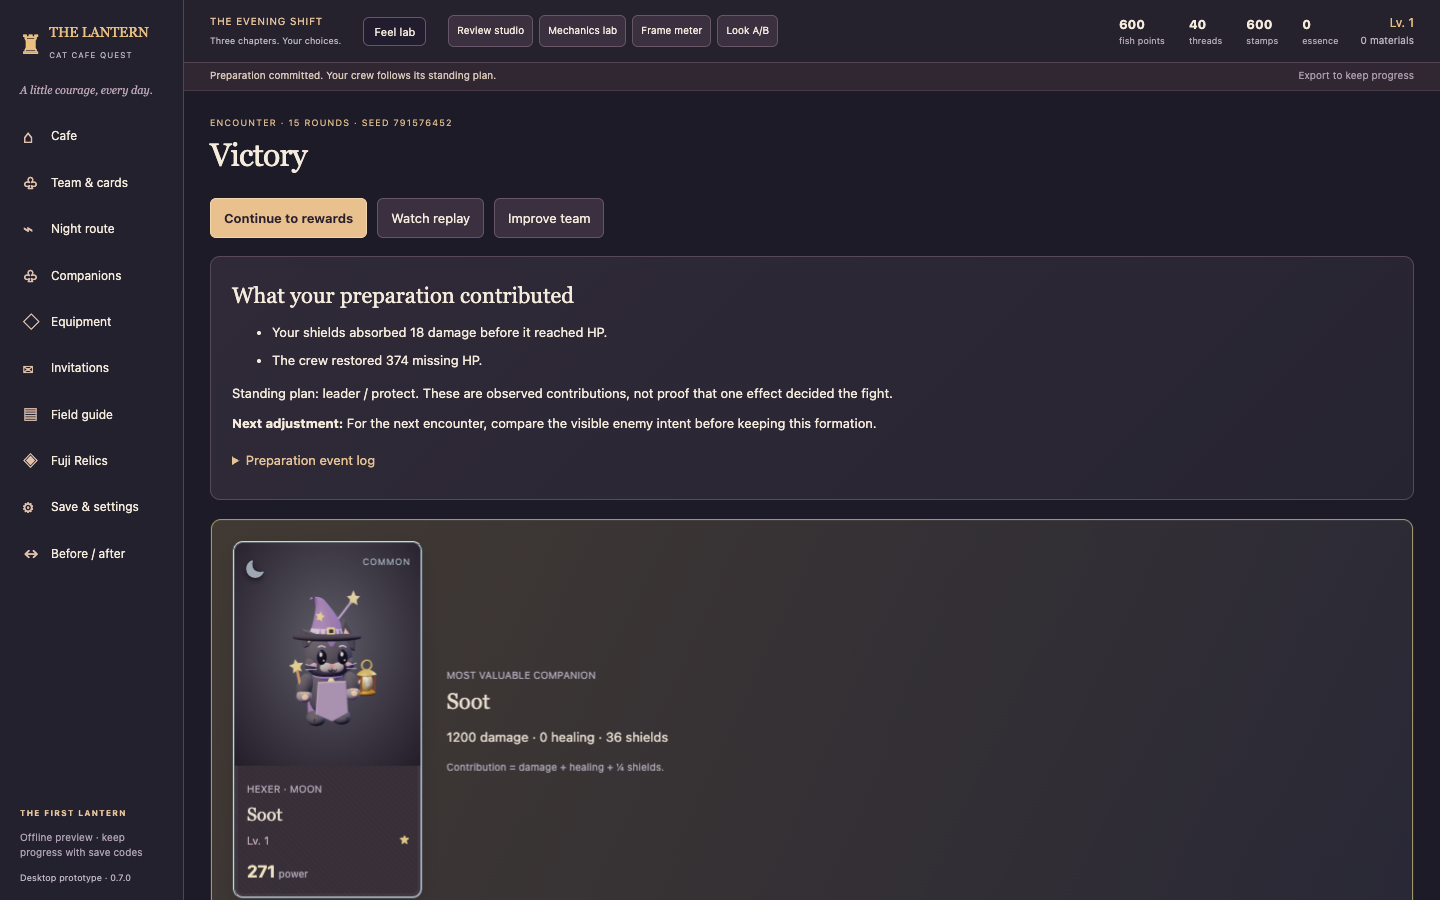 THE LANTERN
CAT CAFE QUEST
A little courage, every day.
Cafe
Team & cards
Night route
Companions
Equipment
Invitations
Field guide
Fuji Relics
Save & settings
Before / after
THE FIRST LANTERN
Offline preview · keep
progress with save codes
Desktop prototype · 0.7.0
THE EVENING SHIFT
Three chapters. Your choices.
Feel lab
Review studio
Mechanics lab
Frame meter
Look A/B
600
fish points
40
threads
600
stamps
0
essence
Lv. 1
0 materials
Preparation committed. Your crew follows its standing plan.
Export to keep progress
ENCOUNTER · 15 ROUNDS · SEED 791576452
Victory
Continue to rewards
Watch replay
Improve team
What your preparation contributed
• Your shields absorbed 18 damage before it reached HP.
• The crew restored 374 missing HP.
Standing plan: leader / protect. These are observed contributions, not proof that one effect decided the fight.
Next adjustment: For the next encounter, compare the visible enemy intent before keeping this formation.
Preparation event log
COMMON
HEXER · MOON
Soot
Lv. 1
271 power
MOST VALUABLE COMPANION
Soot
1200 damage · 0 healing · 36 shields
Contribution = damage + healing + ¼ shields.